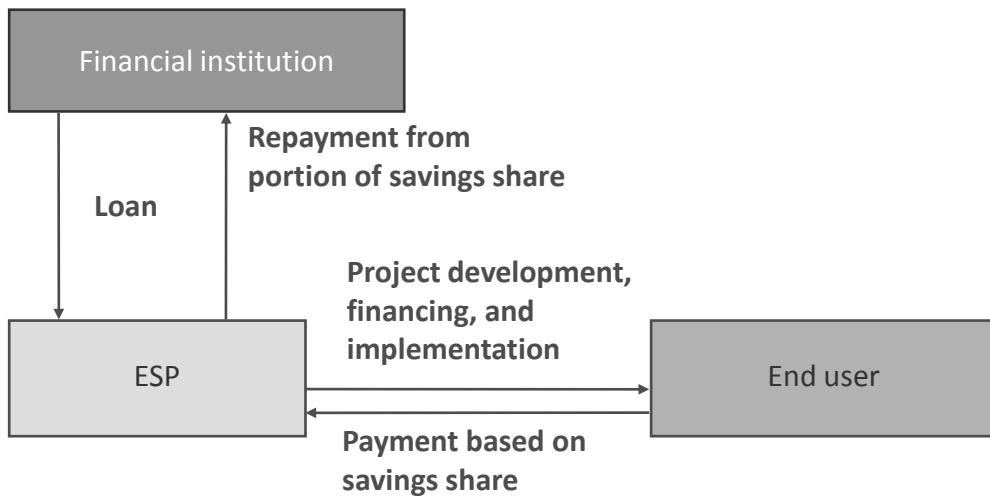 Financial institution
Repayment from
portion of savings share
Loan
Project development,
financing, and
implementation
ESP
End user
Payment based on
savings share